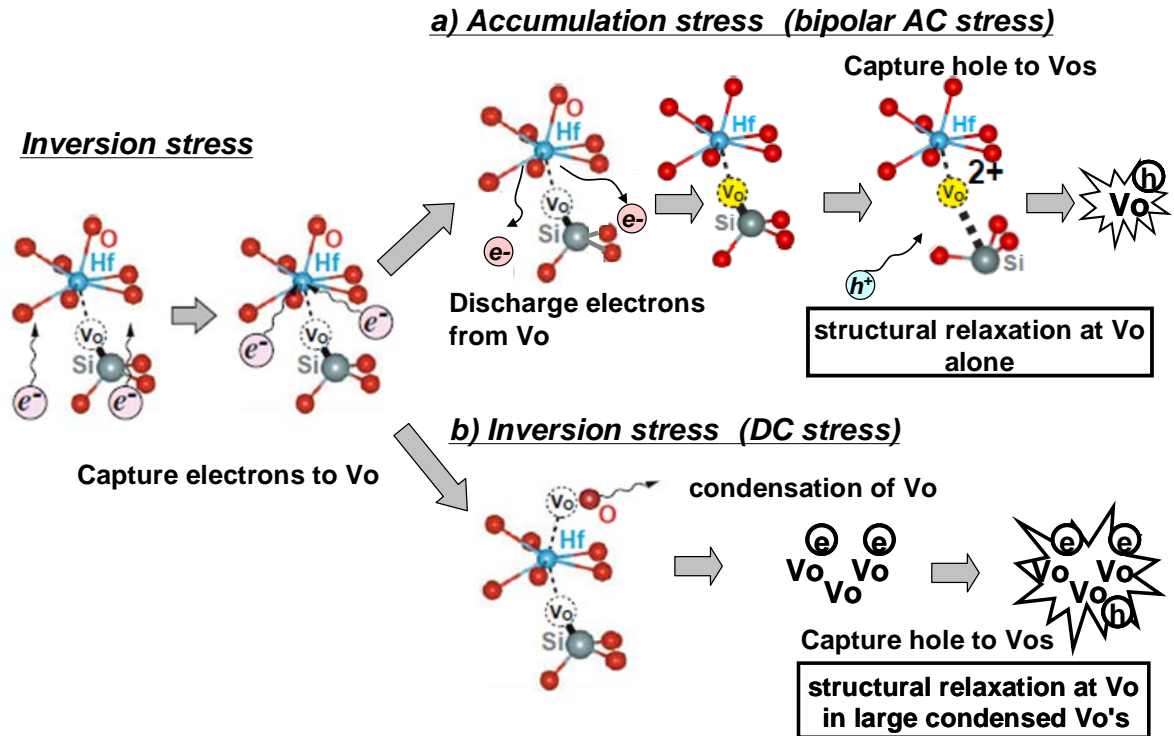 a) Accumulation stress (bipolar AC stress)
Capture hole to Vos
Inversion stress
O
Hf
Vo
Si
e-
e-
Hf
Vo
Si
Hf
Vo
2+
Si
h+
h
Vo
O
Hf
Vo
Si
e-
e-
O
Hf
Vo
Si
e-
e-
Discharge electrons
from Vo
structural relaxation at Vo
alone
b) Inversion stress (DC stress)
Capture electrons to Vo
condensation of Vo
Vo
O
Hf
Vo
Si
e e
Vo Vo
Vo
e e
Vo Vo
Vo
h
Capture hole to Vos
structural relaxation at Vo
in large condensed Vo's